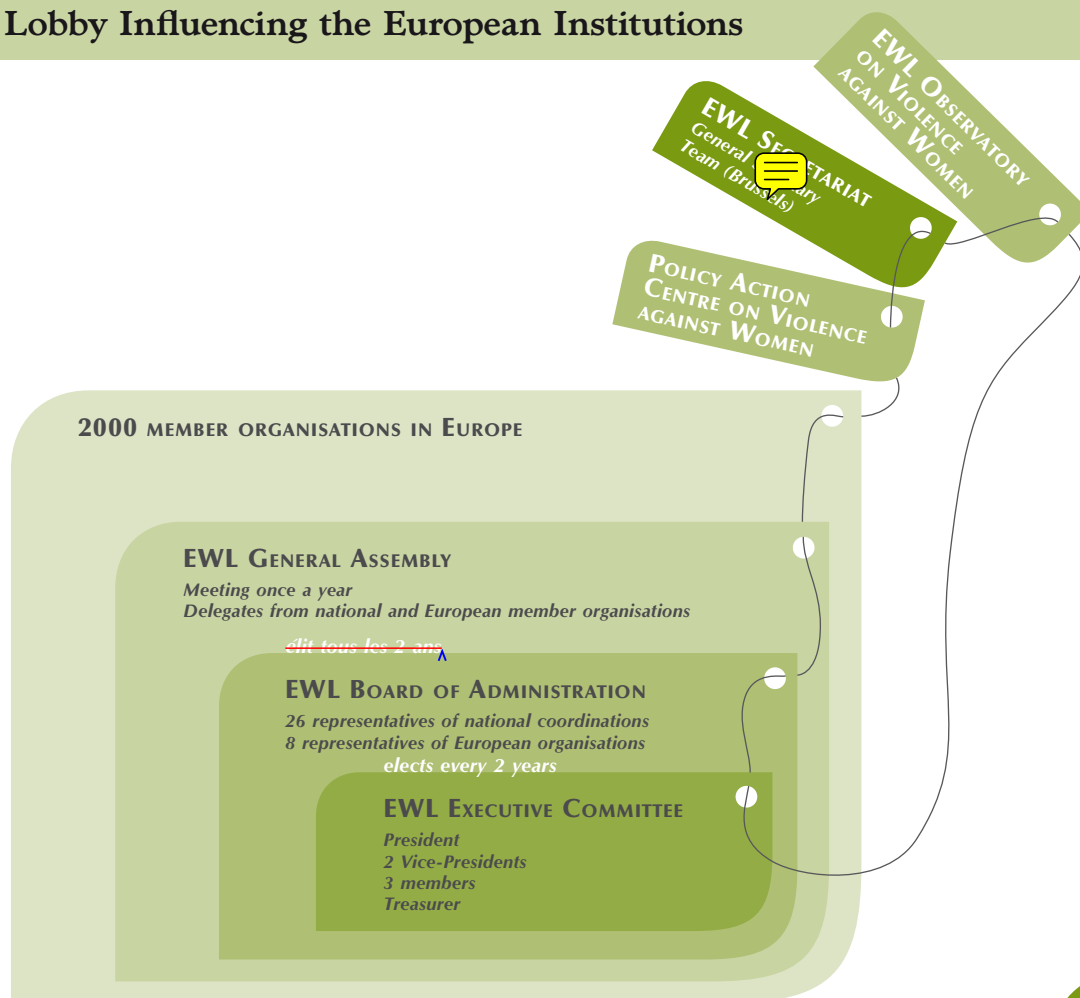 Lobby Influencing the European Institutions
EWL Observatory
on Violence
against Women
EWL Secretariat
General
Team (Brussels)
Policy Action
Centre on Violence
against Women
2000 member organisations in Europe
EWL General Assembly
Meeting once a year
Delegates from national and European member organisations
élit tous les 2 ans
EWL Board of Administration
26 representatives of national coordinations
8 representatives of European organisations
elects every 2 years
EWL Executive Committee
President
2 Vice-Presidents
3 members
Treasurer